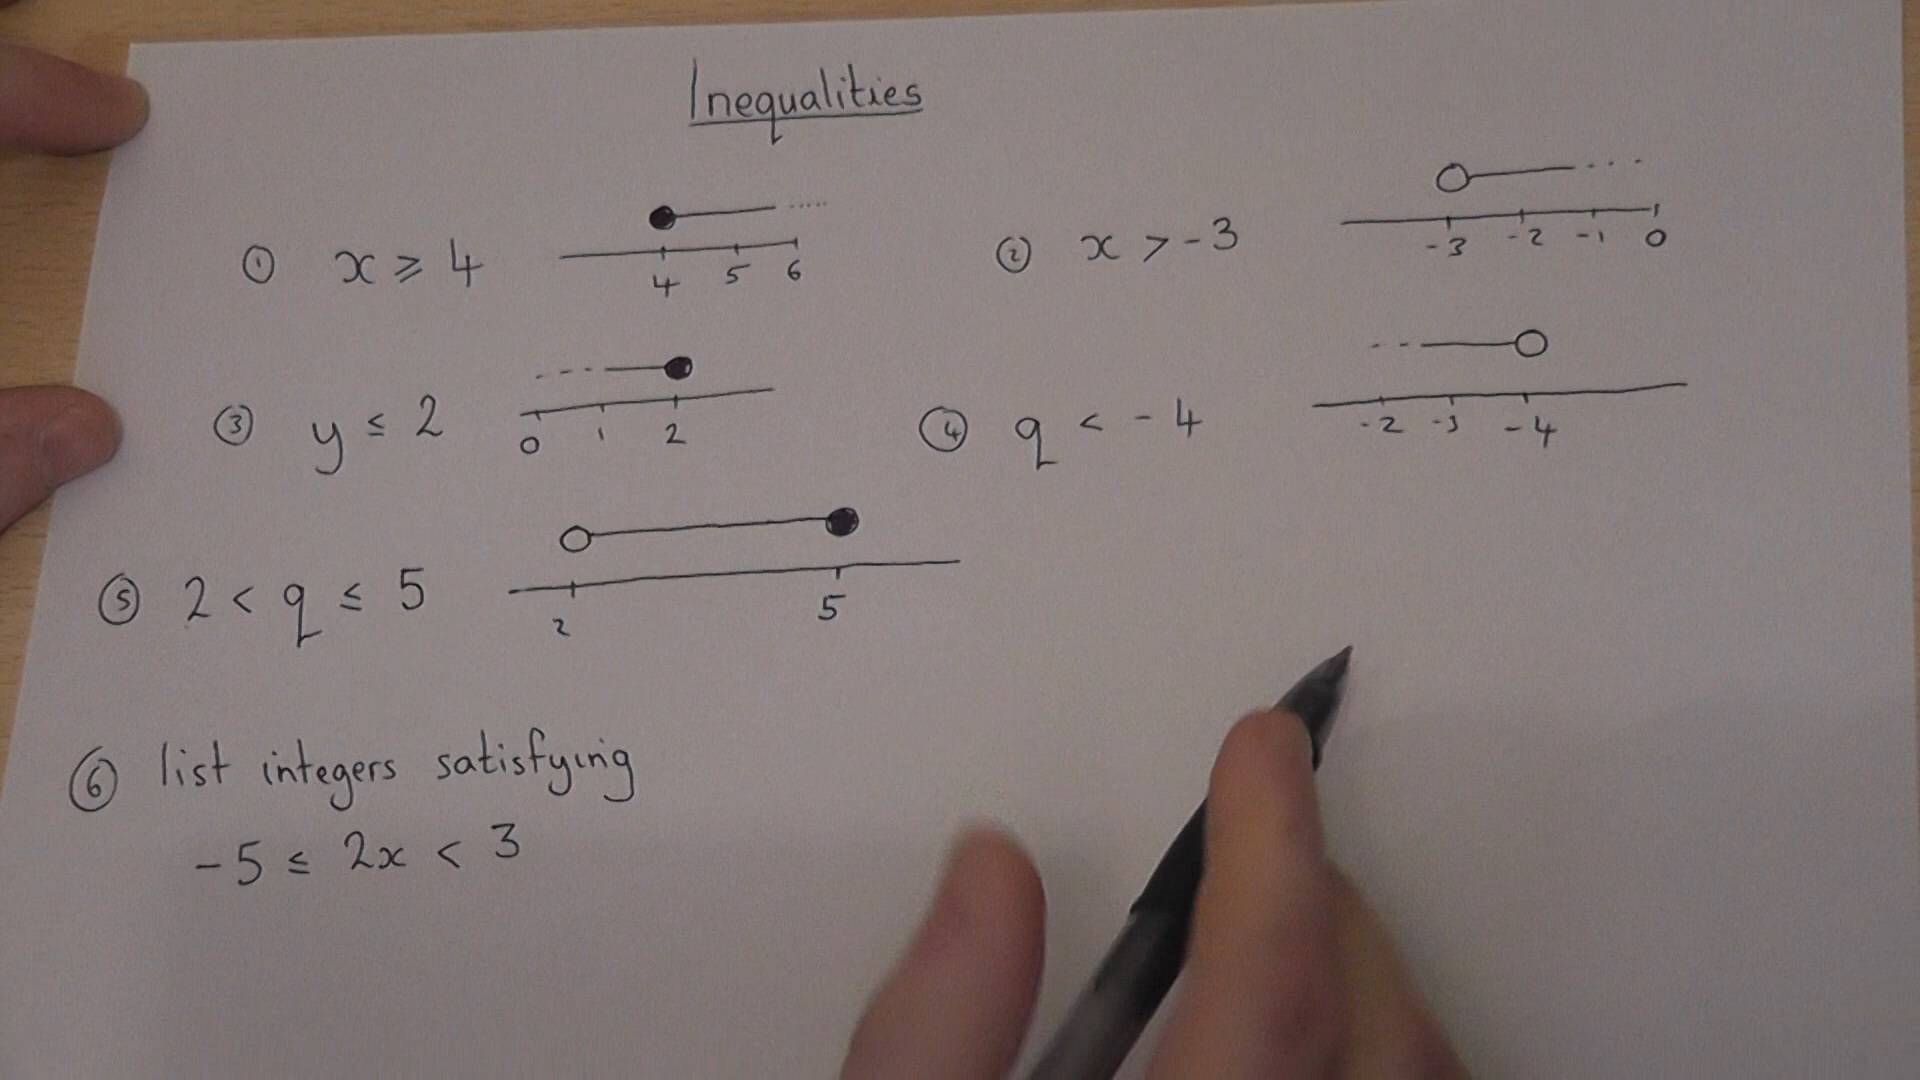 Inequalities
① x ≥ 4
4 5 6
② x > -3
-3 -2 -1 0
③ y ≤ 2
0 1 2
④ q < -4
-2 -3 -4
⑤ 2 < q ≤ 5
2 5
⑥ list integers satisfying
-5 ≤ 2x < 3